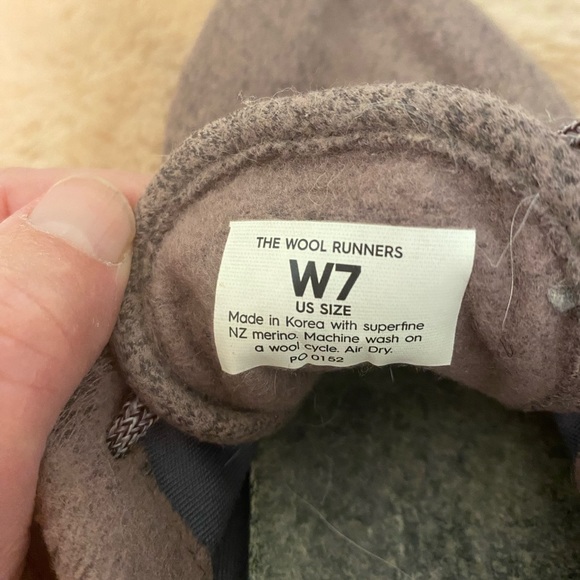 THE WOOL RUNNERS
W7
US SIZE
Made in Korea with superfine
NZ merino. Machine wash on
a wool cycle. Air Dry.
PO 0152